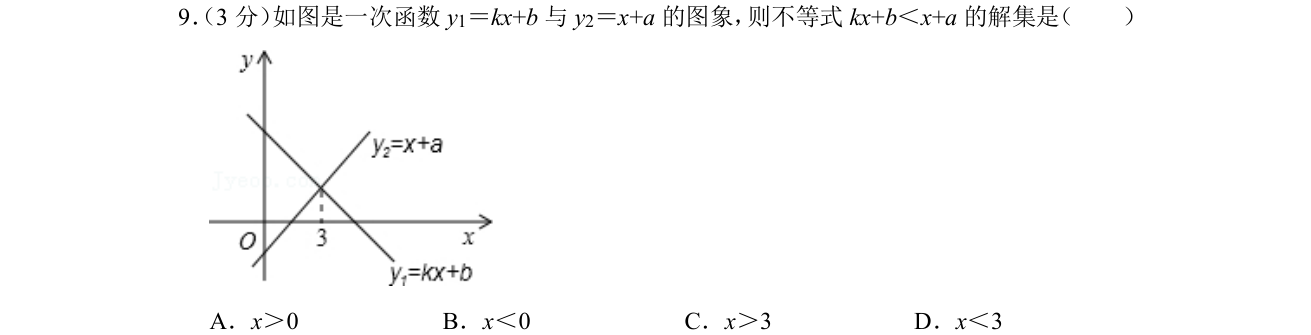 9.（3分）如图是一次函数 y₁＝kx+b 与 y₂＝x+a 的图象，则不等式 kx+b＜x+a 的解集是（　　）
y
y₂=x+a
O
3
x
y₁=kx+b
A．x＞0 B．x＜0 C．x＞3 D．x＜3